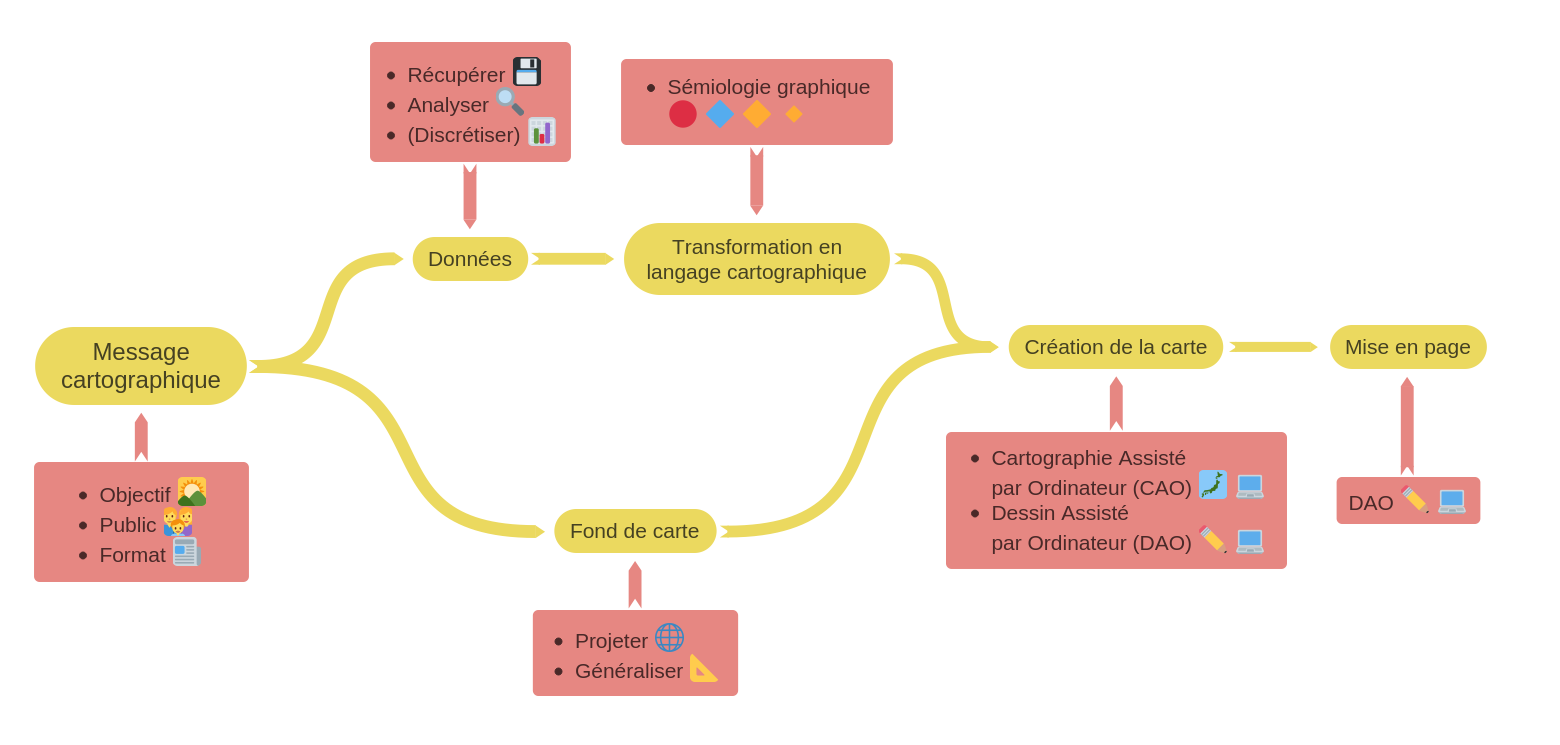 Récupérer
Analyser
(Discrétiser)
Sémiologie graphique
Données
Transformation en
langage cartographique
Message
cartographique
Création de la carte
Mise en page
Objectif
Public
Format
Fond de carte
Projeter
Généraliser
Cartographie Assisté
par Ordinateur (CAO)
Dessin Assisté
par Ordinateur (DAO)
DAO